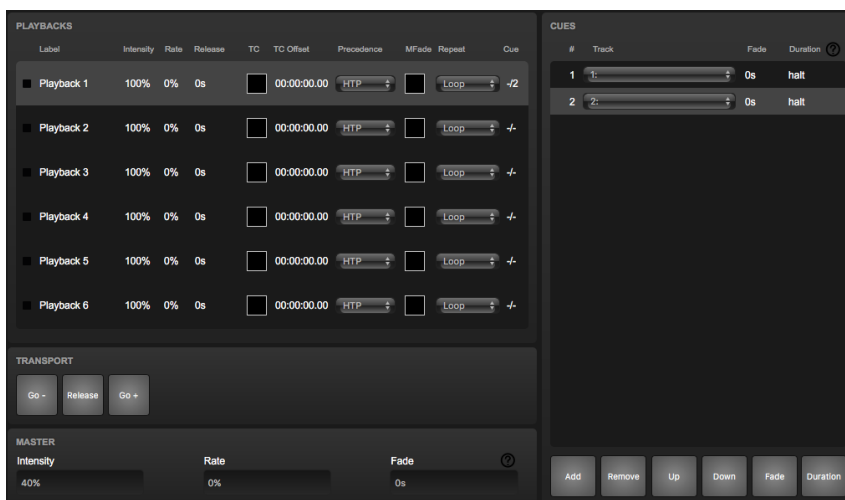 PLAYBACKS
Label Intensity Rate Release TC TC Offset Precedence MFade Repeat Cue
Playback 1 100% 0% 0s 00:00:00.00 HTP Loop -/2
Playback 2 100% 0% 0s 00:00:00.00 HTP Loop -/-
Playback 3 100% 0% 0s 00:00:00.00 HTP Loop -/-
Playback 4 100% 0% 0s 00:00:00.00 HTP Loop -/-
Playback 5 100% 0% 0s 00:00:00.00 HTP Loop -/-
Playback 6 100% 0% 0s 00:00:00.00 HTP Loop -/-
TRANSPORT
Go - Release Go +
MASTER
Intensity Rate Fade ?
40% 0% 0s
CUES
# Track Fade Duration ?
1 1: 0s halt
2 2: 0s halt
Add Remove Up Down Fade Duration